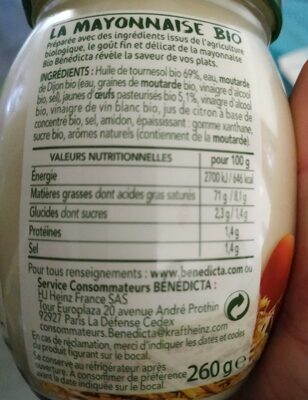 LA MAYONNAISE BIO
Préparée avec des ingrédients issus de l'agriculture
biologique, le goût fin et délicat de la mayonnaise
Bio Bénédicta révèle la saveur de vos plats.
INGRÉDIENTS : Huile de tournesol bio 69%, eau, moutarde
de Dijon bio (eau, graines de moutarde bio, vinaigre d'alcool
bio, sel), jaunes d'œufs pasteurisés bio 5,1%, vinaigre d'alcool
bio, vinaigre de vin blanc bio, jus de citron à base de
concentré bio, sel, amidon, épaississant : gomme xanthane,
sucre bio, arômes naturels (contiennent de la moutarde).
VALEURS NUTRITIONNELLES pour 100 g
Énergie 2700 kJ / 646 kcal
Matières grasses dont acides gras saturés 71 g / 8,1 g
Glucides dont sucres 2,3 g / 1,4 g
Protéines 1,4 g
Sel 1,4 g
Pour tous renseignements : www.benedicta.com ou
Service Consommateurs BÉNÉDICTA :
HJ Heinz France SAS
Tour Europlaza 20 avenue André Prothin
92927 Paris La Défense Cedex
consommateurs.Benedicta@kraftheinz.com
En cas de réclamation, merci d'indiquer les dates et codes
du produit figurant sur le bocal.
Se conserve au réfrigérateur après
ouverture. A consommer de préférence
avant la date indiquée sur le bocal.
260 g e